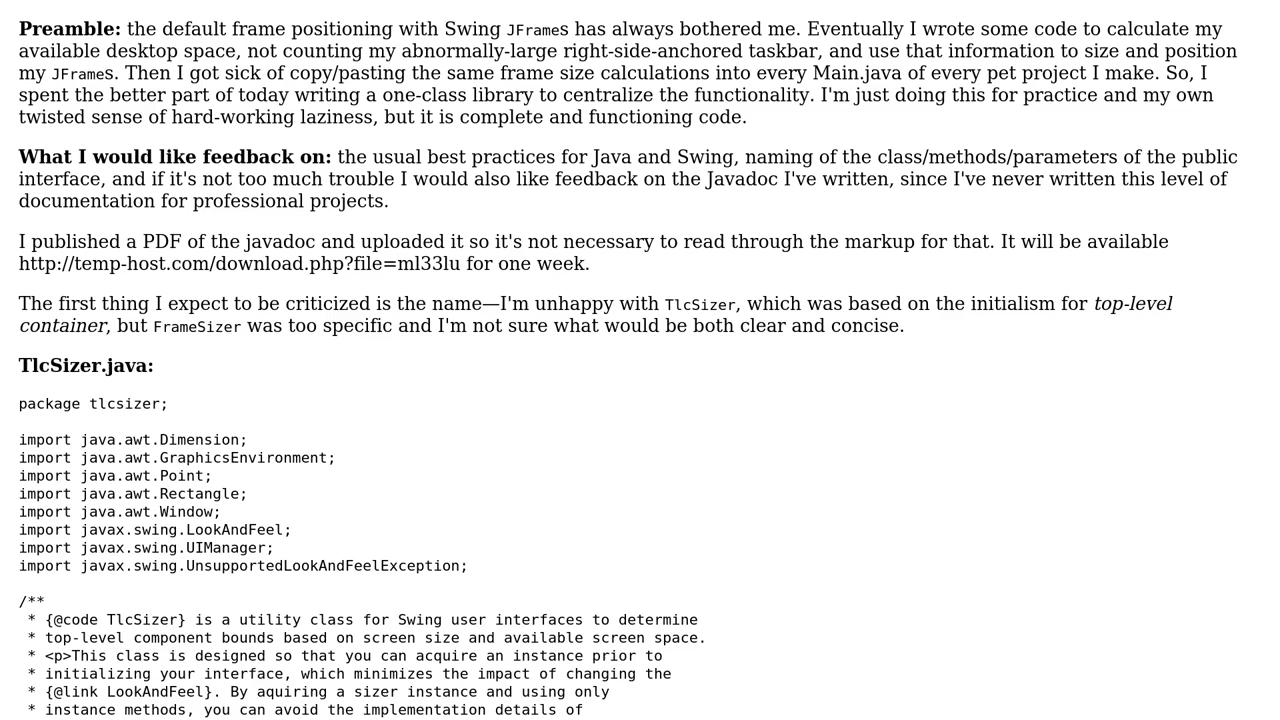 Preamble: the default frame positioning with Swing JFrames has always bothered me. Eventually I wrote some code to calculate my
available desktop space, not counting my abnormally-large right-side-anchored taskbar, and use that information to size and position
my JFrames. Then I got sick of copy/pasting the same frame size calculations into every Main.java of every pet project I make. So, I
spent the better part of today writing a one-class library to centralize the functionality. I'm just doing this for practice and my own
twisted sense of hard-working laziness, but it is complete and functioning code.
What I would like feedback on: the usual best practices for Java and Swing, naming of the class/methods/parameters of the public
interface, and if it's not too much trouble I would also like feedback on the Javadoc I've written, since I've never written this level of
documentation for professional projects.
I published a PDF of the javadoc and uploaded it so it's not necessary to read through the markup for that. It will be available
http://temp-host.com/download.php?file=ml33lu for one week.
The first thing I expect to be criticized is the name—I'm unhappy with TlcSizer, which was based on the initialism for top-level
container, but FrameSizer was too specific and I'm not sure what would be both clear and concise.
TlcSizer.java:
package tlcsizer;
import java.awt.Dimension;
import java.awt.GraphicsEnvironment;
import java.awt.Point;
import java.awt.Rectangle;
import java.awt.Window;
import javax.swing.LookAndFeel;
import javax.swing.UIManager;
import javax.swing.UnsupportedLookAndFeelException;
/**
 * {@code TlcSizer} is a utility class for Swing user interfaces to determine
 * top-level component bounds based on screen size and available screen space.
 * <p>This class is designed so that you can acquire an instance prior to
 * initializing your interface, which minimizes the impact of changing the
 * {@link LookAndFeel}. By aquiring a sizer instance and using only
 * instance methods, you can avoid the implementation details of